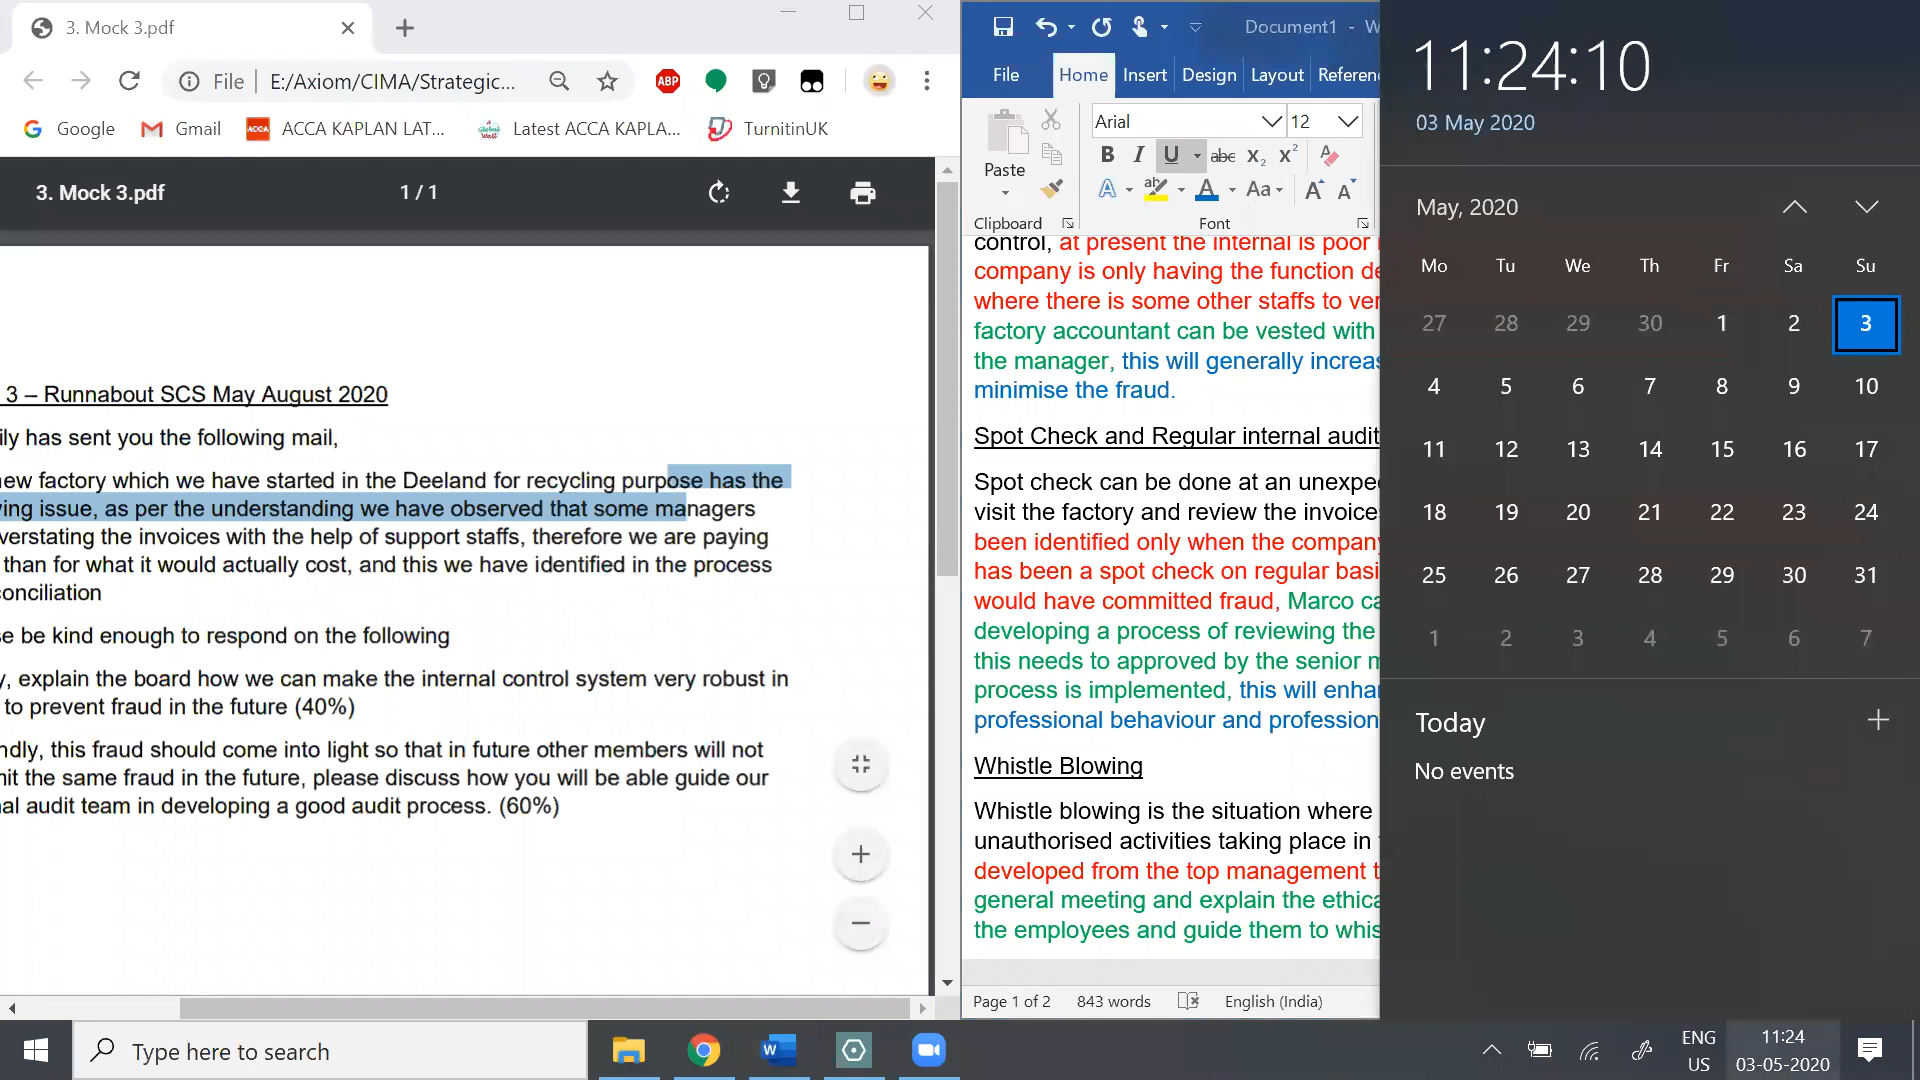 3. Mock 3.pdf
File
E:/Axiom/CIMA/Strategic...
ABP
Google
Gmail
ACCA KAPLAN LAT...
Latest ACCA KAPLA...
TurnitinUK
3. Mock 3.pdf
1 / 1
3 – Runnabout SCS May August 2020
ily has sent you the following mail,
new factory which we have started in the Deeland for recycling purpose has the
ving issue, as per the understanding we have observed that some managers
verstating the invoices with the help of support staffs, therefore we are paying
than for what it would actually cost, and this we have identified in the process
onciliation
se be kind enough to respond on the following
y, explain the board how we can make the internal control system very robust in
to prevent fraud in the future (40%)
ndly, this fraud should come into light so that in future other members will not
nit the same fraud in the future, please discuss how you will be able guide our
nal audit team in developing a good audit process. (60%)
Document1 - W
File
Home
Insert
Design
Layout
Referen
Paste
Clipboard
Arial
12
Font
control, at present the internal is poor
company is only having the function de
where there is some other staffs to ver
factory accountant can be vested with
the manager, this will generally increas
minimise the fraud.
Spot Check and Regular internal audit
Spot check can be done at an unexpe
visit the factory and review the invoice
been identified only when the company
has been a spot check on regular basi
would have committed fraud, Marco ca
developing a process of reviewing the
this needs to approved by the senior m
process is implemented, this will enha
professional behaviour and profession
Whistle Blowing
Whistle blowing is the situation where
unauthorised activities taking place in
developed from the top management t
general meeting and explain the ethica
the employees and guide them to whis
Page 1 of 2
843 words
English (India)
11:24:10
03 May 2020
May, 2020
Mo Tu We Th Fr Sa Su
27 28 29 30 1 2 3
4 5 6 7 8 9 10
11 12 13 14 15 16 17
18 19 20 21 22 23 24
25 26 27 28 29 30 31
1 2 3 4 5 6 7
Today
No events
Type here to search
ENG
US
11:24
03-05-2020